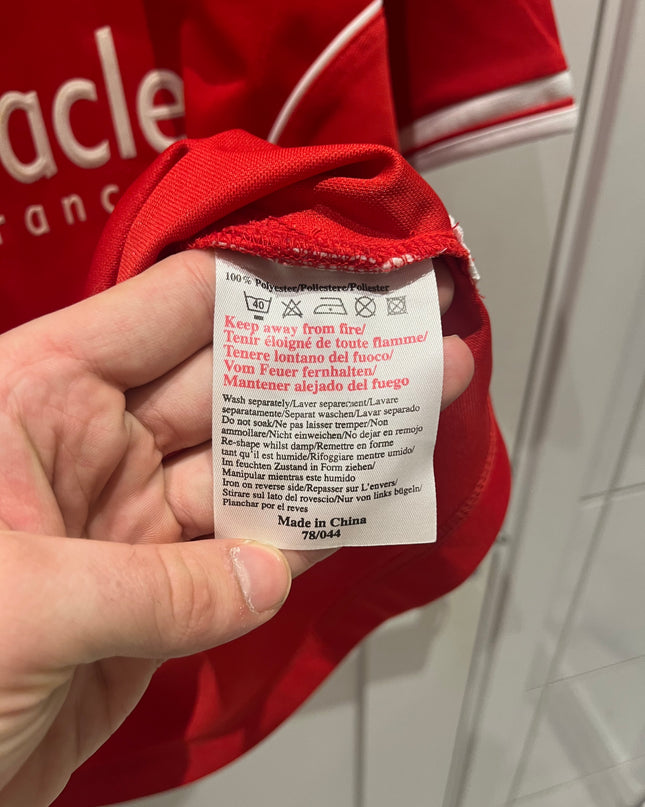 acle
ranc
100% Polyester/Poliestere/Poliester
40
Keep away from fire/
Tenir éloigné de toute flamme/
Tenere lontano del fuoco/
Vom Feuer fernhalten/
Mantener alejado del fuego
Wash separately/Laver separement/Lavare
separatamente/Separat waschen/Lavar separado
Do not soak/Ne pas laisser tremper/Non
ammollare/Nicht einweichen/No dejar en remojo
Re-shape whilst damp/Remettre en forme
tant qu'il est humide/Rifoggiare mentre umido/
Im feuchten Zustand in Form ziehen/
Manipular mientras este humido
Iron on reverse side/Repasser sur L'envers/
Stirare sul lato del rovescio/Nur von links bügeln/
Planchar por el reves
Made in China
78/044